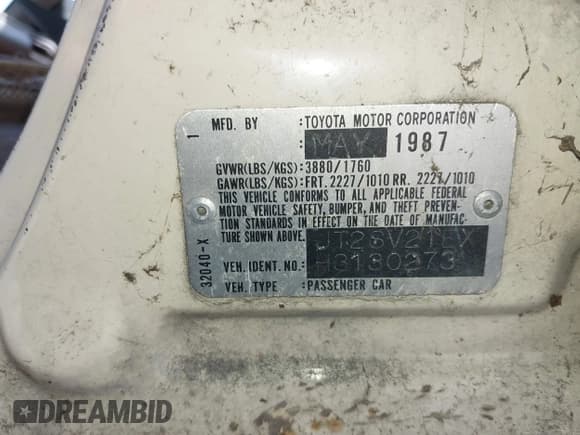 1
MFD. BY :TOYOTA MOTOR CORPORATION
:MAY 1987
GVWR(LBS/KGS):3880/1760
GAWR(LBS/KGS):FRT. 2227/1010 RR. 2227/1010
THIS VEHICLE CONFORMS TO ALL APPLICABLE FEDERAL
MOTOR VEHICLE SAFETY, BUMPER, AND THEFT PREVEN-
TION STANDARDS IN EFFECT ON THE DATE OF MANUFAC-
TURE SHOWN ABOVE. JT2SV21EX
VEH. IDENT. NO.: H3130273
VEH. TYPE :PASSENGER CAR
32040-X
DREAMBID